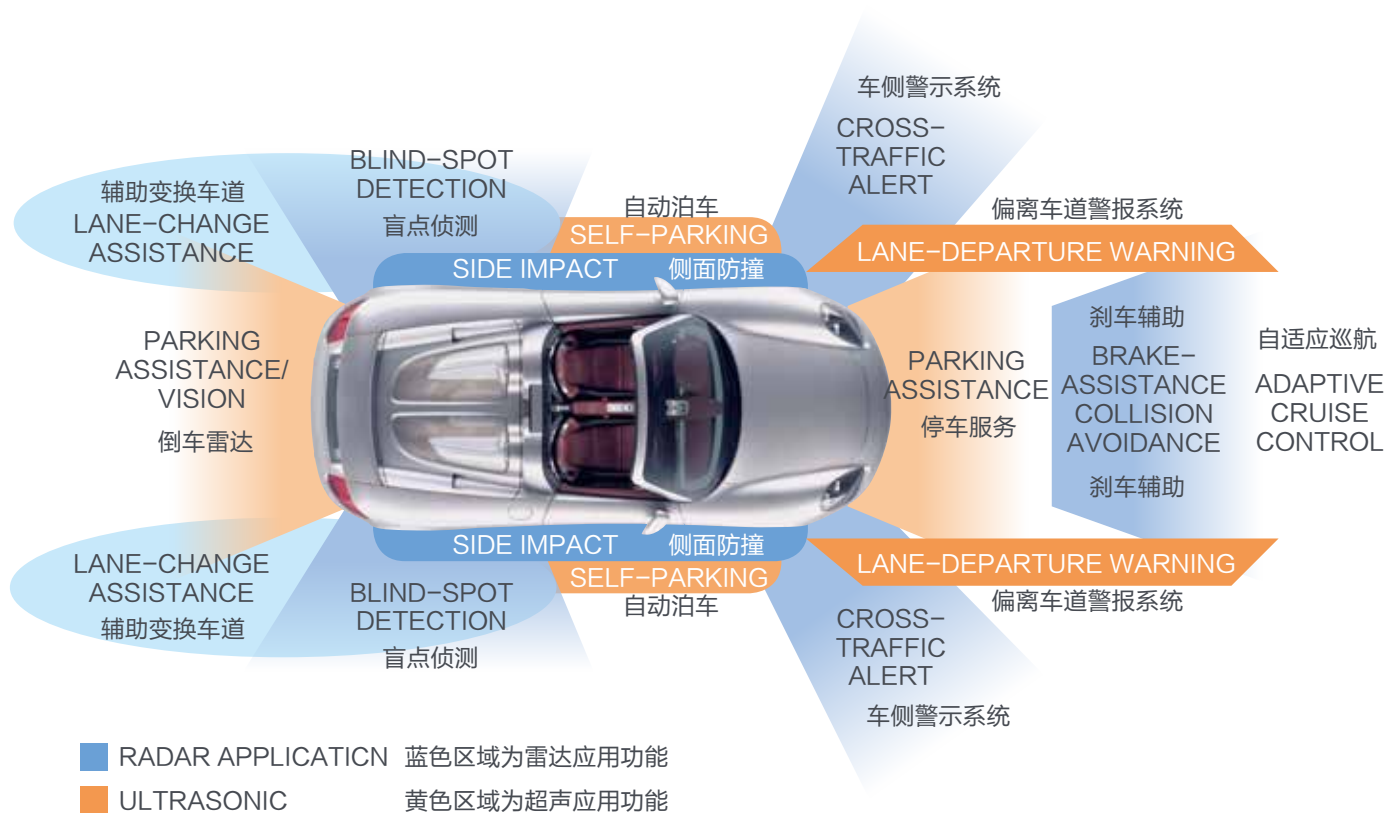 车侧警示系统
CROSS-
TRAFFIC
ALERT
BLIND-SPOT
DETECTION
盲点侦测
辅助变换车道
LANE-CHANGE
ASSISTANCE
自动泊车
SELF-PARKING
偏离车道警报系统
LANE-DEPARTURE WARNING
SIDE IMPACT 侧面防撞
PARKING
ASSISTANCE/
VISION
倒车雷达
PARKING
ASSISTANCE
停车服务
刹车辅助
BRAKE-
ASSISTANCE
COLLISION
AVOIDANCE
刹车辅助
自适应巡航
ADAPTIVE
CRUISE
CONTROL
SIDE IMPACT 侧面防撞
LANE-DEPARTURE WARNING
偏离车道警报系统
SELF-PARKING
自动泊车
LANE-CHANGE
ASSISTANCE
辅助变换车道
BLIND-SPOT
DETECTION
盲点侦测
CROSS-
TRAFFIC
ALERT
车侧警示系统
RADAR APPLICATICN 蓝色区域为雷达应用功能
ULTRASONIC 黄色区域为超声应用功能